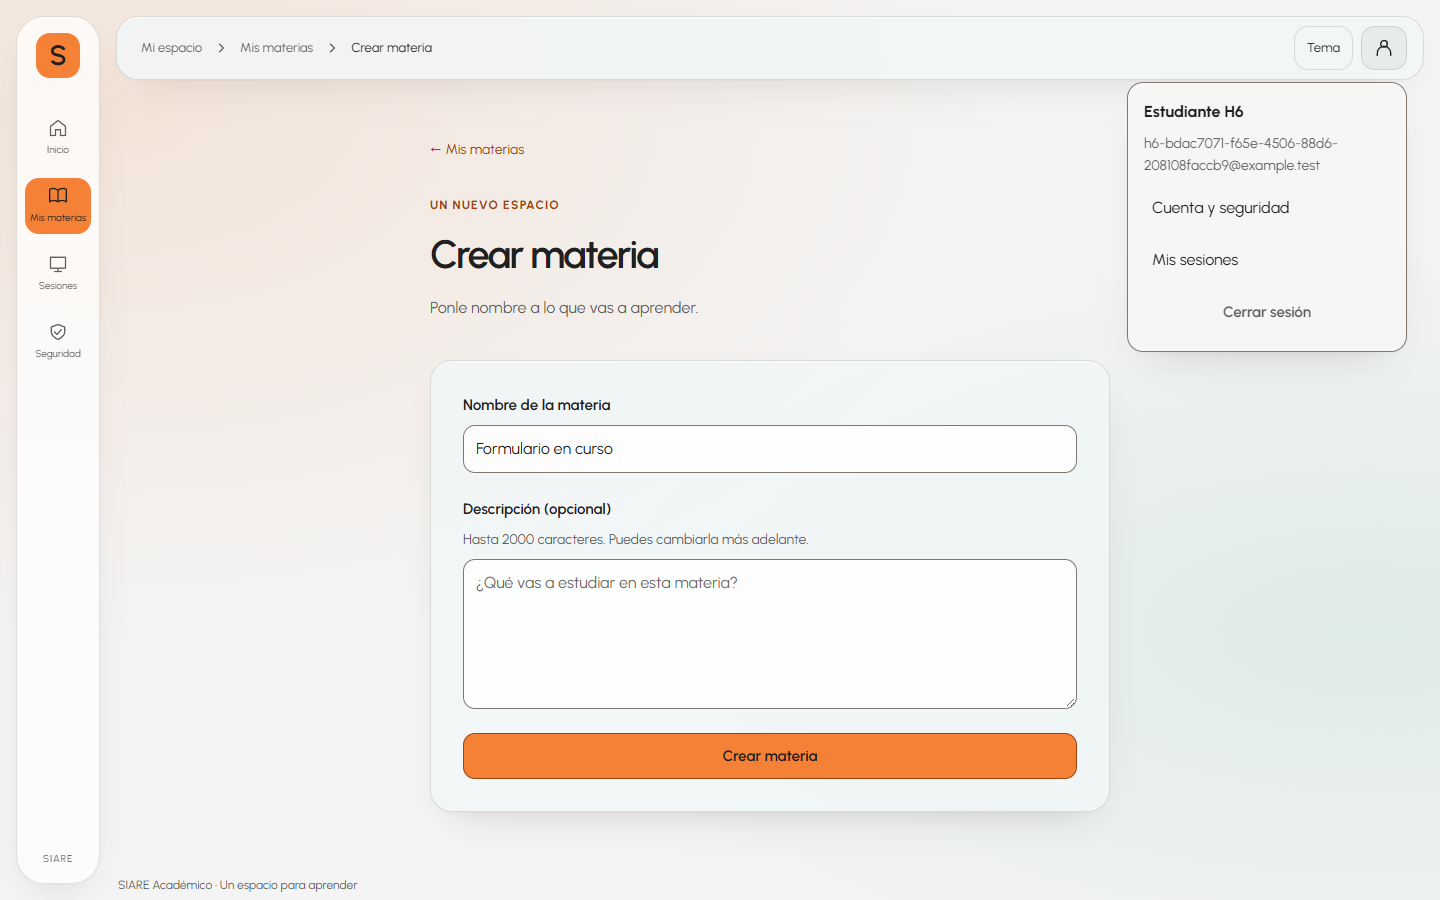 S
Inicio
Mis materias
Sesiones
Seguridad
SIARE
Mi espacio > Mis materias > Crear materia
Tema
Estudiante H6
h6-bdac7071-f65e-4506-88d6-
208108faccb9@example.test
Cuenta y seguridad
Mis sesiones
Cerrar sesión
← Mis materias
UN NUEVO ESPACIO
Crear materia
Ponle nombre a lo que vas a aprender.
Nombre de la materia
Formulario en curso
Descripción (opcional)
Hasta 2000 caracteres. Puedes cambiarla más adelante.
¿Qué vas a estudiar en esta materia?
Crear materia
SIARE Académico · Un espacio para aprender